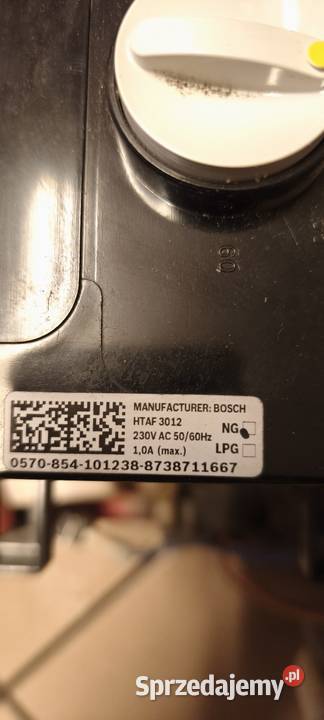 60
MANUFACTURER: BOSCH
HTAF 3012
230V AC 50/60Hz NG
1,0A (max.) LPG
0570-854-101238-8738711667
Sprzedajemy.pl